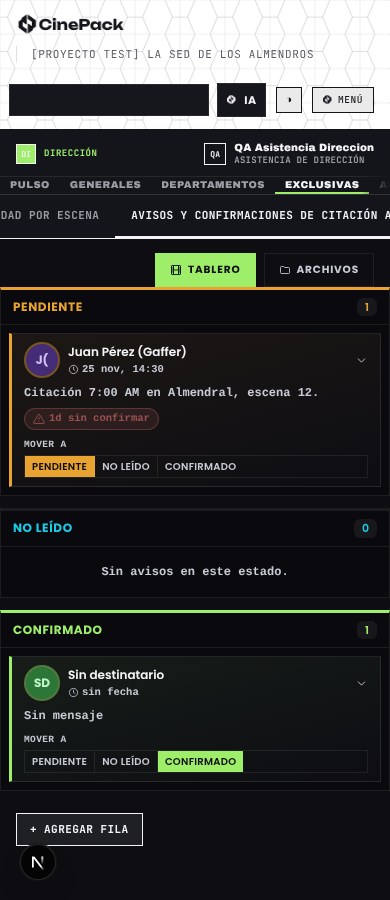 CinePack
[PROYECTO TEST] LA SED DE LOS ALMENDROS
IA
MENÚ
DI
DIRECCIÓN
QA
QA Asistencia Direccion
ASISTENCIA DE DIRECCIÓN
PULSO GENERALES DEPARTAMENTOS EXCLUSIVAS A
DAD POR ESCENA AVISOS Y CONFIRMACIONES DE CITACIÓN A
TABLERO ARCHIVOS
PENDIENTE 1
J(
Juan Pérez (Gaffer)
25 nov, 14:30
Citación 7:00 AM en Almendral, escena 12.
1d sin confirmar
MOVER A
PENDIENTE NO LEÍDO CONFIRMADO
NO LEÍDO 0
Sin avisos en este estado.
CONFIRMADO 1
SD
Sin destinatario
sin fecha
Sin mensaje
MOVER A
PENDIENTE NO LEÍDO CONFIRMADO
+ AGREGAR FILA
N